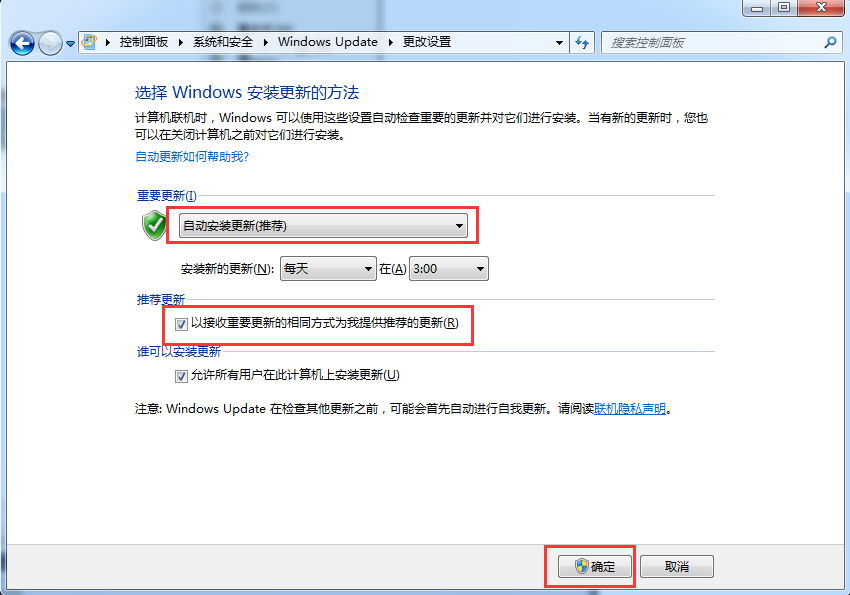 控制面板 系统和安全 Windows Update 更改设置
搜索控制面板
选择 Windows 安装更新的方法
计算机联机时，Windows 可以使用这些设置自动检查重要的更新并对它们进行安装。当有新的更新时，您也
可以在关闭计算机之前对它们进行安装。
自动更新如何帮助我?
重要更新(I)
自动安装更新(推荐)
安装新的更新(N): 每天 在(A) 3:00
推荐更新
以接收重要更新的相同方式为我提供推荐的更新(R)
谁可以安装更新
允许所有用户在此计算机上安装更新(U)
注意: Windows Update 在检查其他更新之前，可能会首先自动进行自我更新。请阅读联机隐私声明。
确定 取消